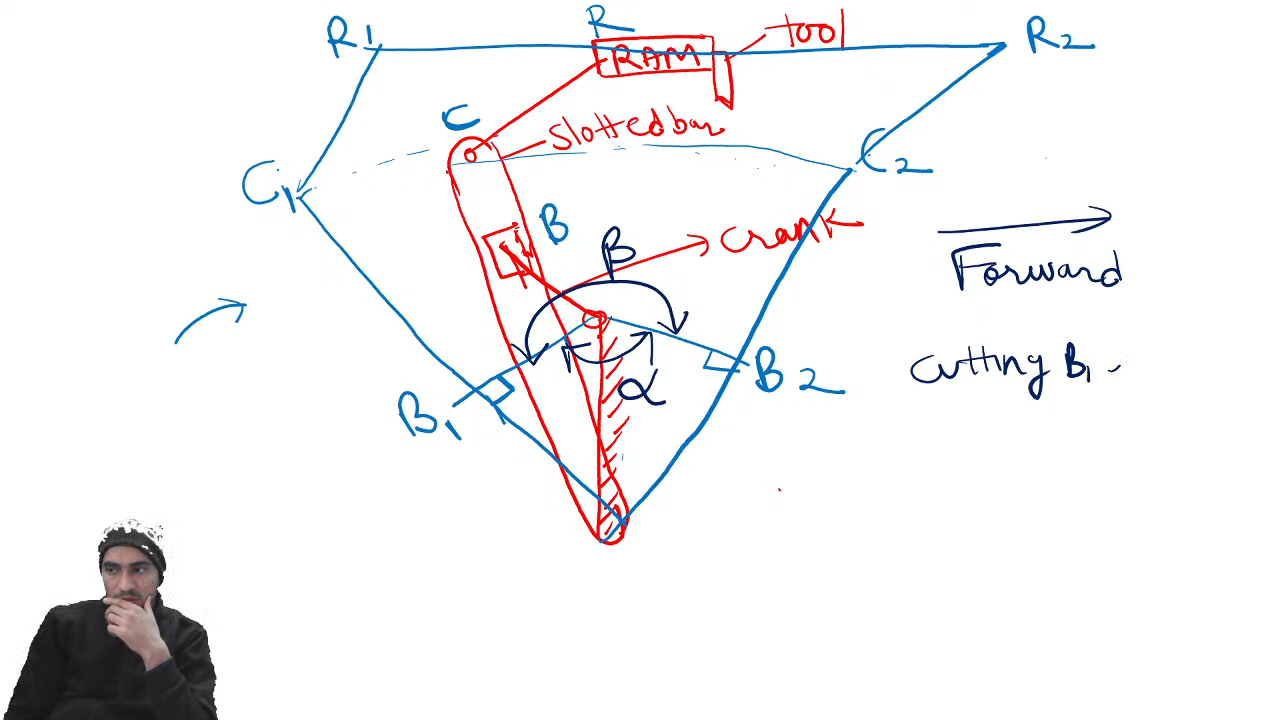 R1
R
R2
RAM
tool
C
slotted bar
C1
C2
B
crank
β
Forward
B1
α
B2
cutting B1 -